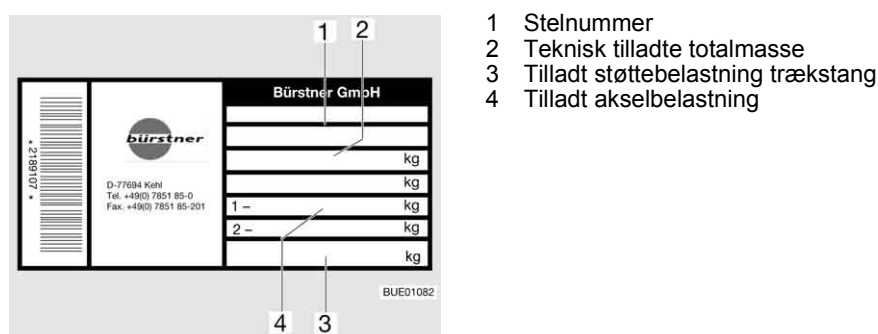 1 2
Bürstner GmbH
bürstner
* 2189107 *
D-77694 Kehl
Tel. +49(0) 7851 85-0
Fax. +49(0) 7851 85-201
kg
kg
1 – kg
2 – kg
kg
BUE01082
4 3
1 Stelnummer
2 Teknisk tilladte totalmasse
3 Tilladt støttebelastning trækstang
4 Tilladt akselbelastning